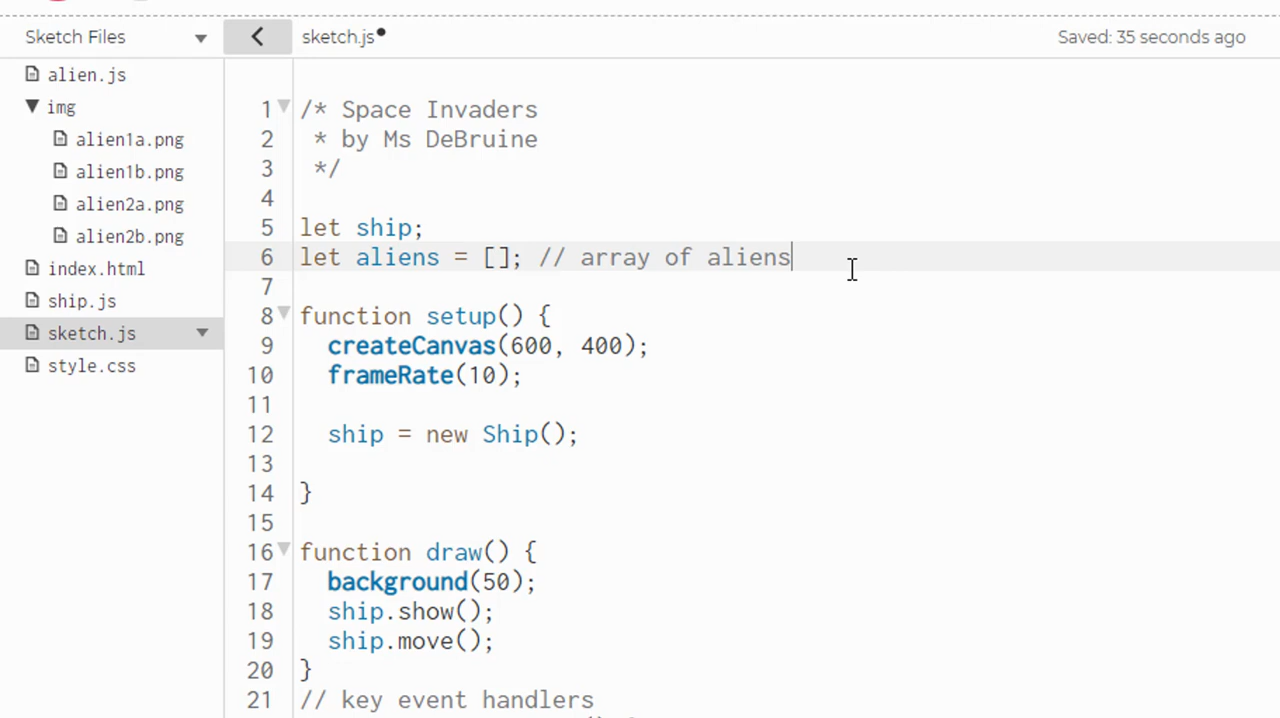 Sketch Files
sketch.js
Saved: 35 seconds ago
alien.js
img
alien1a.png
alien1b.png
alien2a.png
alien2b.png
index.html
ship.js
sketch.js
style.css
1 /* Space Invaders
2 * by Ms DeBruine
3 */
4
5 let ship;
6 let aliens = []; // array of aliens
7
8 function setup() {
9 createCanvas(600, 400);
10 frameRate(10);
11
12 ship = new Ship();
13
14 }
15
16 function draw() {
17 background(50);
18 ship.show();
19 ship.move();
20 }
21 // key event handlers